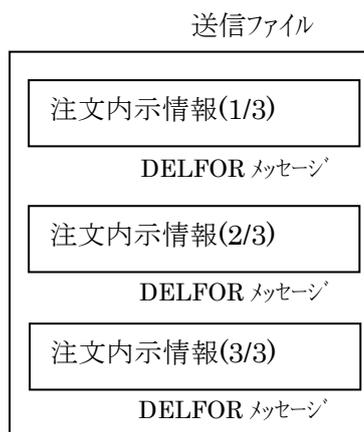 送信ファイル
注文内示情報(1/3)
DELFOR メッセージ
注文内示情報(2/3)
DELFOR メッセージ
注文内示情報(3/3)
DELFOR メッセージ